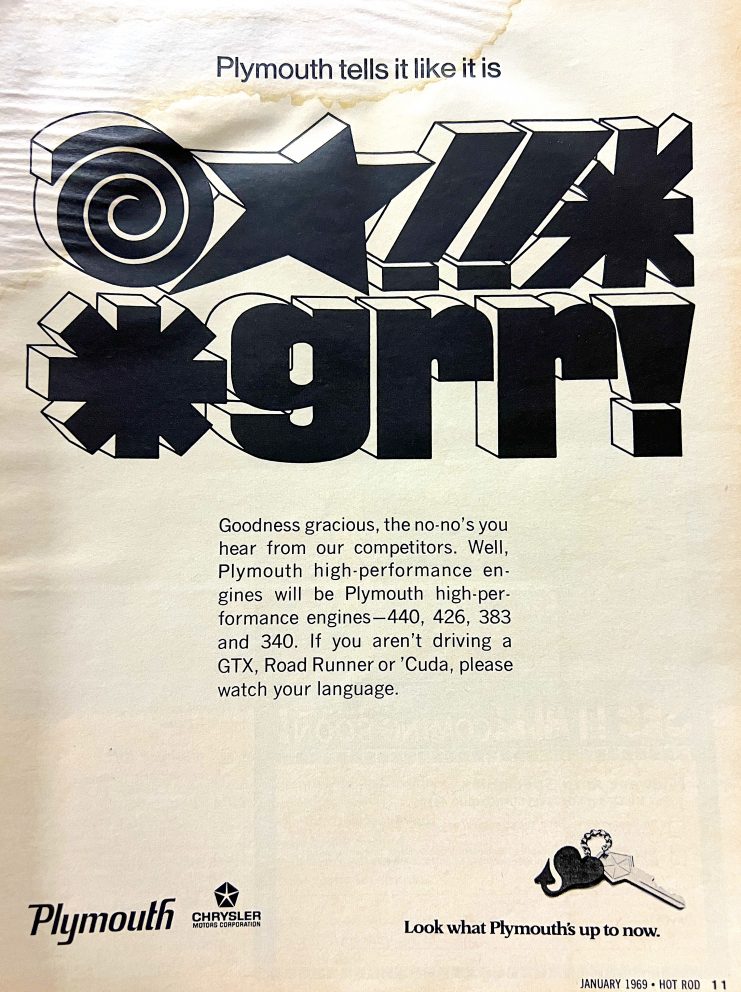 Plymouth tells it like it is
@★!!*
*grr!
Goodness gracious, the no-no's you
hear from our competitors. Well,
Plymouth high-performance en-
gines will be Plymouth high-per-
formance engines—440, 426, 383
and 340. If you aren't driving a
GTX, Road Runner or 'Cuda, please
watch your language.
Plymouth
CHRYSLER
MOTORS CORPORATION
Look what Plymouth's up to now.
JANUARY 1969 • HOT ROD 11